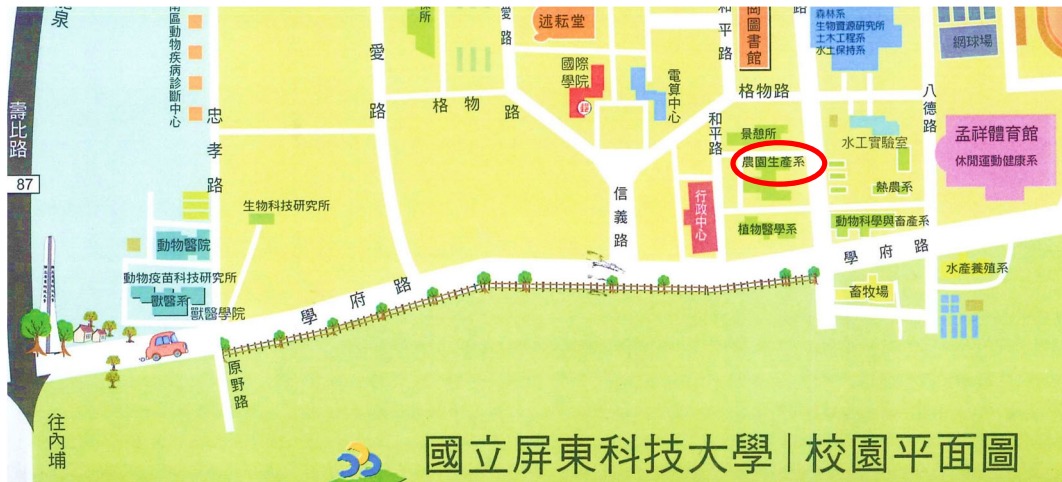 泉
南區動物疾病診斷中心
忠孝路
壽比路
87
愛路
愛路
所
述耘堂
國際學院
格物路
電算中心
和平路
圖書館
格物路
和平路
森林系
生物資源研究所
土木工程系
水土保持系
網球場
八德路
景憩所
農園生產系
水工實驗室
熱農系
孟祥體育館
休閒運動健康系
植物醫學系
動物科學與畜產系
行政中心
信義路
學府路
水產養殖系
畜牧場
生物科技研究所
動物醫院
動物疫苗科技研究所
獸醫系
獸醫學院
學府路
原野路
往內埔
國立屏東科技大學|校園平面圖